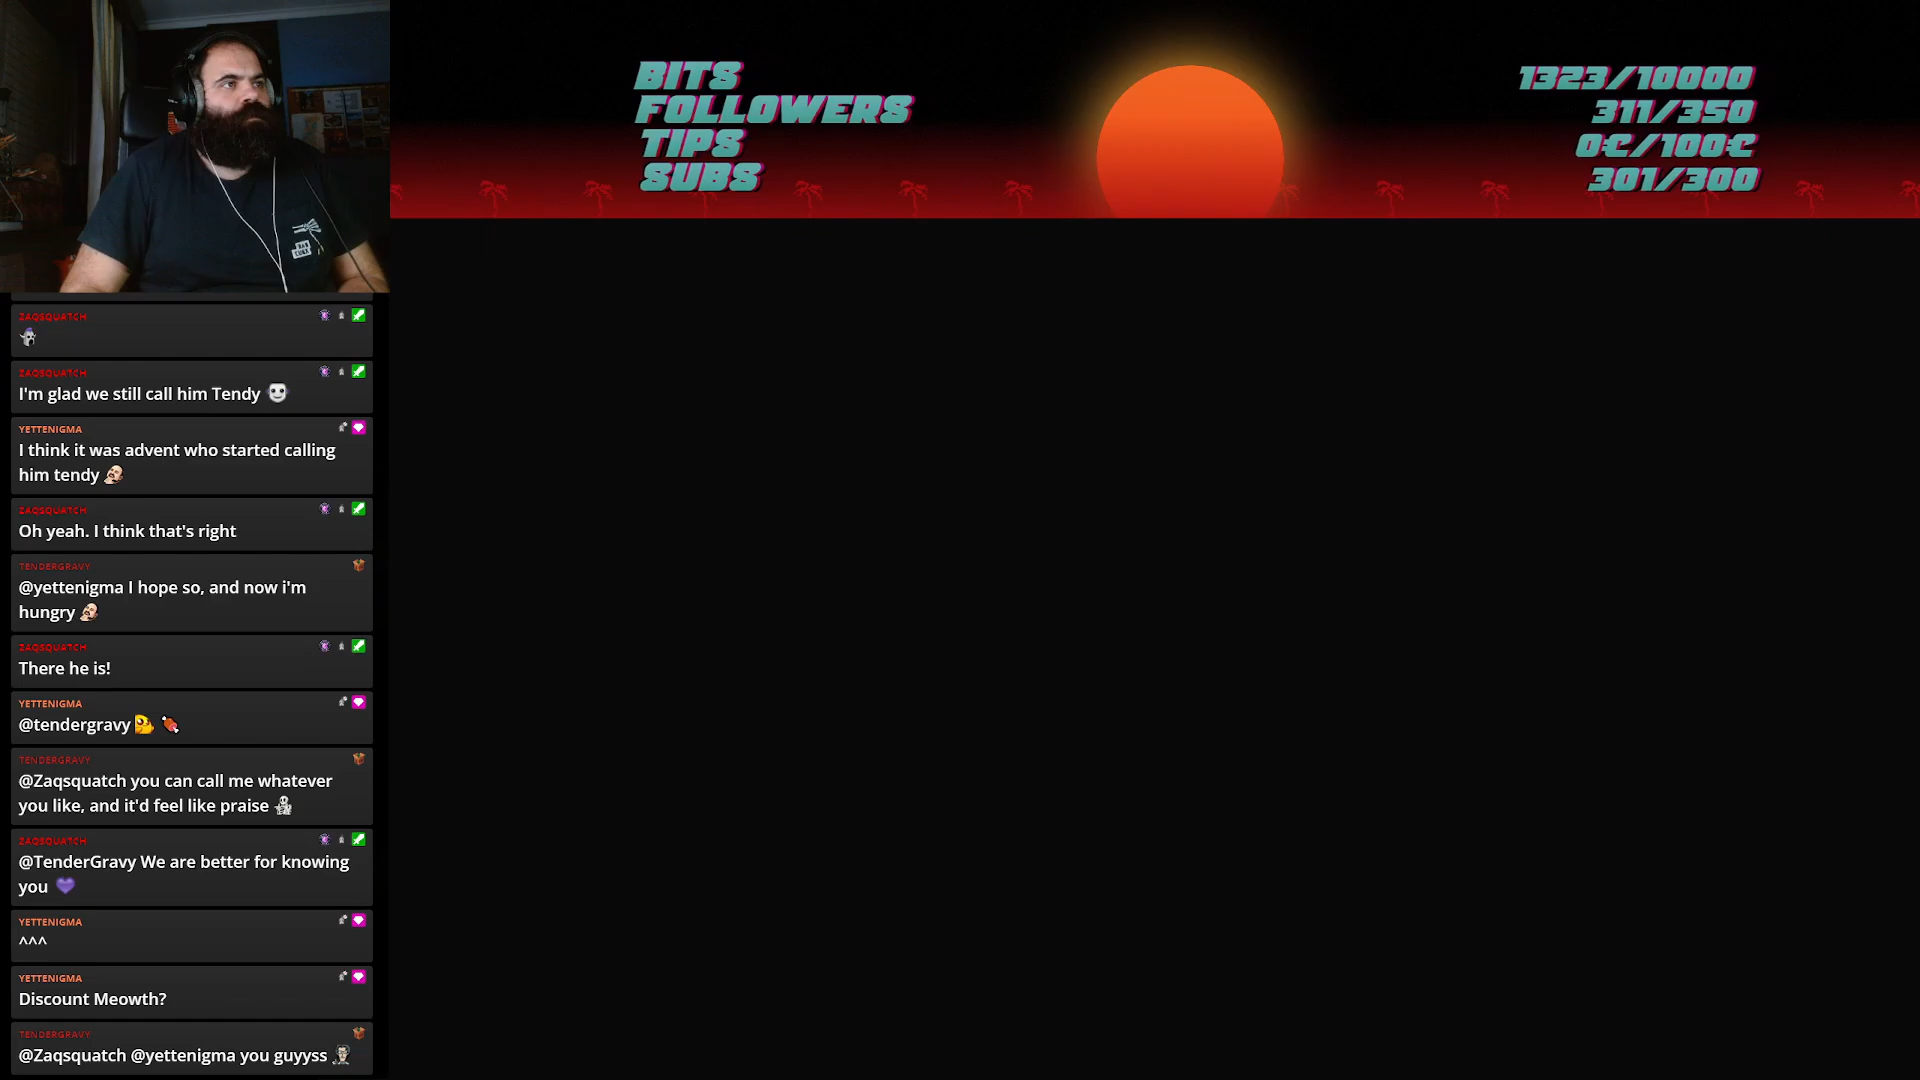 BITS
FOLLOWERS
TIPS
SUBS
1323/10000
311/350
0€/100€
301/300
ZAQSQUATCH
ZAQSQUATCH
I'm glad we still call him Tendy
YETTENIGMA
I think it was advent who started calling
him tendy
ZAQSQUATCH
Oh yeah. I think that's right
TENDERGRAVY
@yettenigma I hope so, and now i'm
hungry
ZAQSQUATCH
There he is!
YETTENIGMA
@tendergravy
TENDERGRAVY
@Zaqsquatch you can call me whatever
you like, and it'd feel like praise
ZAQSQUATCH
@TenderGravy We are better for knowing
you
YETTENIGMA
^^^
YETTENIGMA
Discount Meowth?
TENDERGRAVY
@Zaqsquatch @yettenigma you guyyss